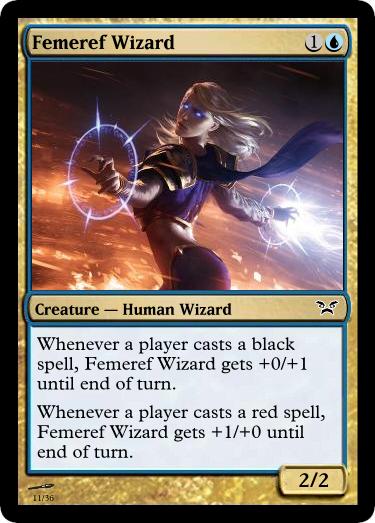 Femeref Wizard 1
Creature — Human Wizard
Whenever a player casts a black
spell, Femeref Wizard gets +0/+1
until end of turn.
Whenever a player casts a red spell,
Femeref Wizard gets +1/+0 until
end of turn.
2/2
11/36